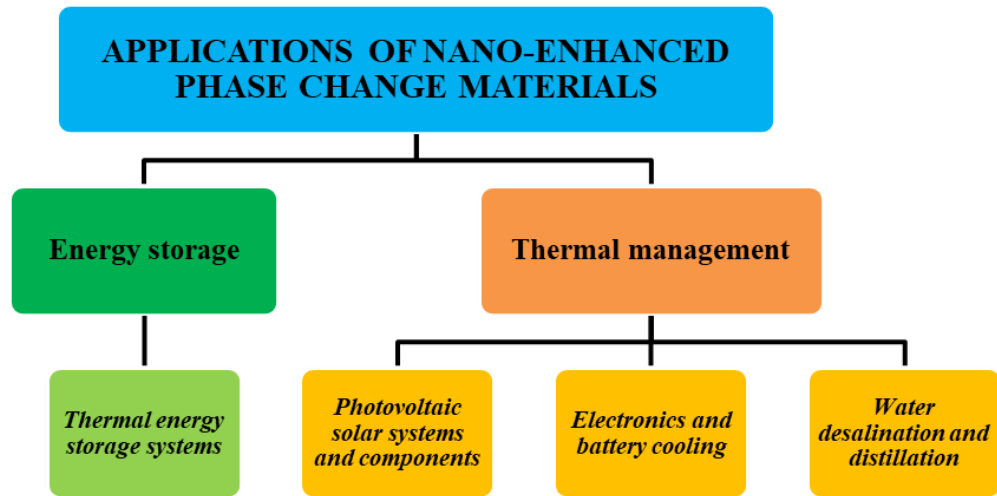 APPLICATIONS OF NANO-ENHANCED
PHASE CHANGE MATERIALS
Energy storage
Thermal management
Thermal energy
storage systems
Photovoltaic
solar systems
and components
Electronics and
battery cooling
Water
desalination and
distillation